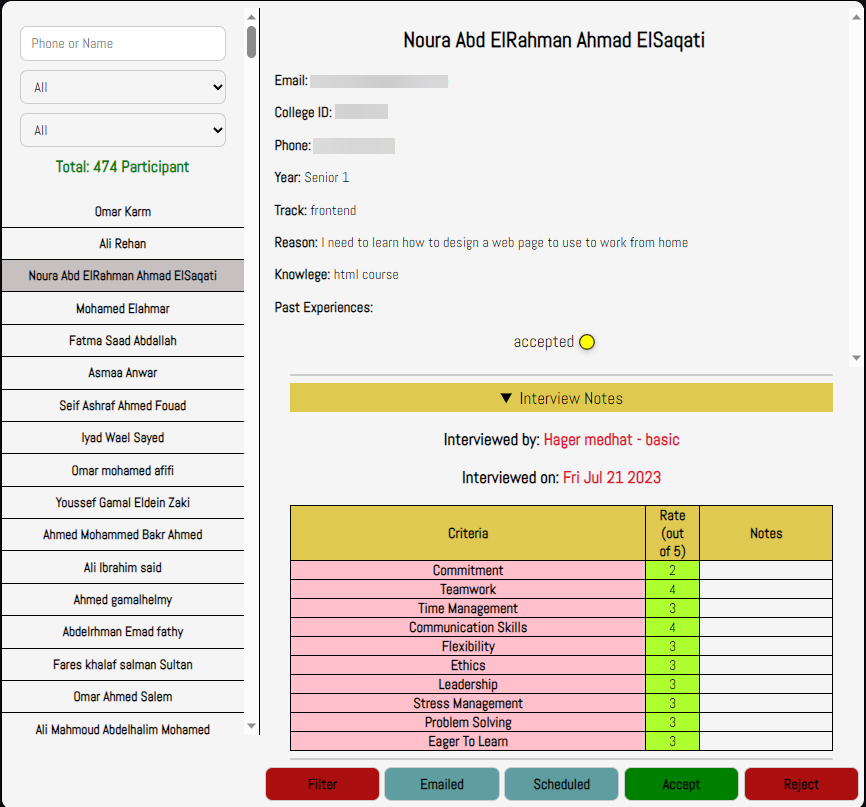 Phone or Name
All
All
Total: 474 Participant
Omar Karm
Ali Rehan
Noura Abd ElRahman Ahmad ElSaqati
Mohamed Elahmar
Fatma Saad Abdallah
Asmaa Anwar
Seif Ashraf Ahmed Fouad
Iyad Wael Sayed
Omar mohamed afifi
Youssef Gamal Eldein Zaki
Ahmed Mohammed Bakr Ahmed
Ali Ibrahim said
Ahmed gamalhelmy
Abdelrhman Emad fathy
Fares khalaf salman Sultan
Omar Ahmed Salem
Ali Mahmoud Abdelhalim Mohamed
Noura Abd ElRahman Ahmad ElSaqati
Email:
College ID:
Phone:
Year: Senior 1
Track: frontend
Reason: I need to learn how to design a web page to use to work from home
Knowlege: html course
Past Experiences:
accepted
▼ Interview Notes
Interviewed by: Hager medhat - basic
Interviewed on: Fri Jul 21 2023
Criteria Rate (out of 5) Notes
Commitment 2
Teamwork 4
Time Management 3
Communication Skills 4
Flexibility 3
Ethics 3
Leadership 3
Stress Management 3
Problem Solving 3
Eager To Learn 3
Filter Emailed Scheduled Accept Reject